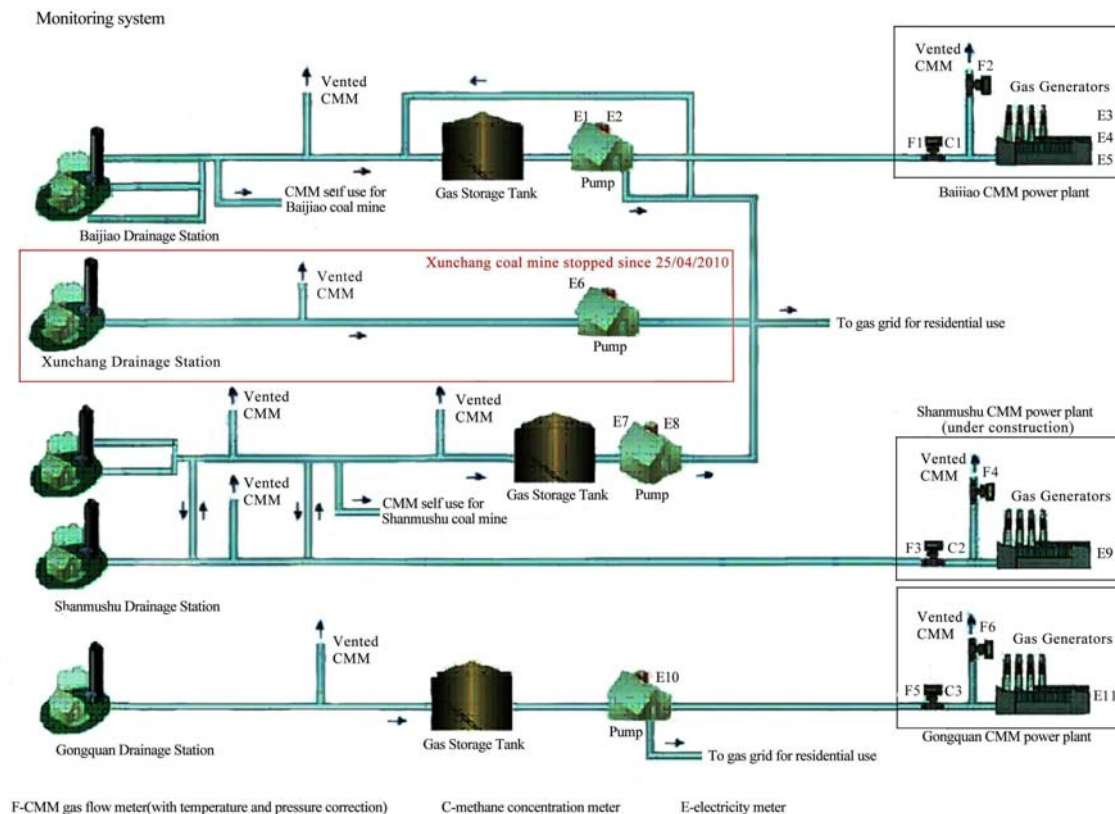 Monitoring system
Vented
CMM
Vented
CMM
F2
Gas Generators
E1
E2
E3
F1
C1
E4
E5
CMM self use for
Baijiao coal mine
Gas Storage Tank
Pump
Baijiao CMM power plant
Baijiao Drainage Station
Xunchang coal mine stopped since 25/04/2010
Vented
CMM
E6
Pump
To gas grid for residential use
Xunchang Drainage Station
Vented
CMM
Vented
CMM
Shanmushu CMM power plant
(under construction)
E7
E8
Vented
CMM
F4
Gas Generators
Vented
CMM
Gas Storage Tank
Pump
CMM self use for
Shanmushu coal mine
F3
C2
E9
Shanmushu Drainage Station
Vented
CMM
Vented
CMM
F6
Gas Generators
E10
F5
C3
E11
Gas Storage Tank
Pump
Gongquan CMM power plant
Gongquan Drainage Station
To gas grid for residential use
F-CMM gas flow meter(with temperature and pressure correction)
C-methane concentration meter
E-electricity meter